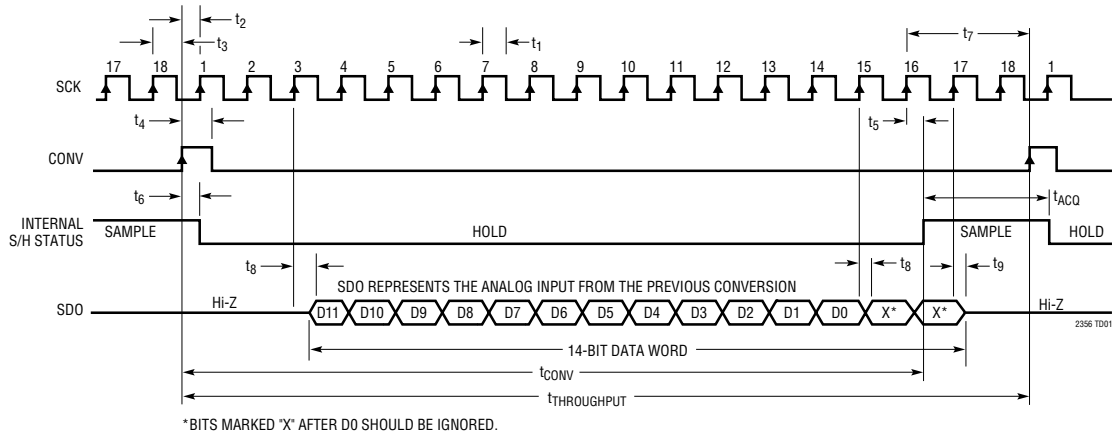 t2
t3
t1
t7
17 18 1 2 3 4 5 6 7 8 9 10 11 12 13 14 15 16 17 18 1
SCK
t4
t5
CONV
t6
tACQ
INTERNAL
S/H STATUS
SAMPLE
HOLD
SAMPLE
HOLD
t8
t8
t9
SDO REPRESENTS THE ANALOG INPUT FROM THE PREVIOUS CONVERSION
SDO
Hi-Z
D11 D10 D9 D8 D7 D6 D5 D4 D3 D2 D1 D0 X* X*
Hi-Z
2356 TD01
14-BIT DATA WORD
tCONV
tTHROUGHPUT
*BITS MARKED "X" AFTER D0 SHOULD BE IGNORED.